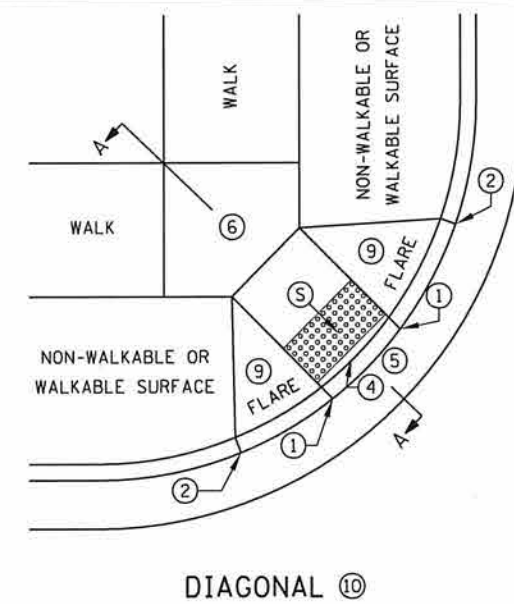 WALK
NON-WALKABLE OR
WALKABLE SURFACE
A
2
6
WALK
9
FLARE
S
1
NON-WALKABLE OR
WALKABLE SURFACE
9
FLARE
5
4
A
1
2
DIAGONAL 10